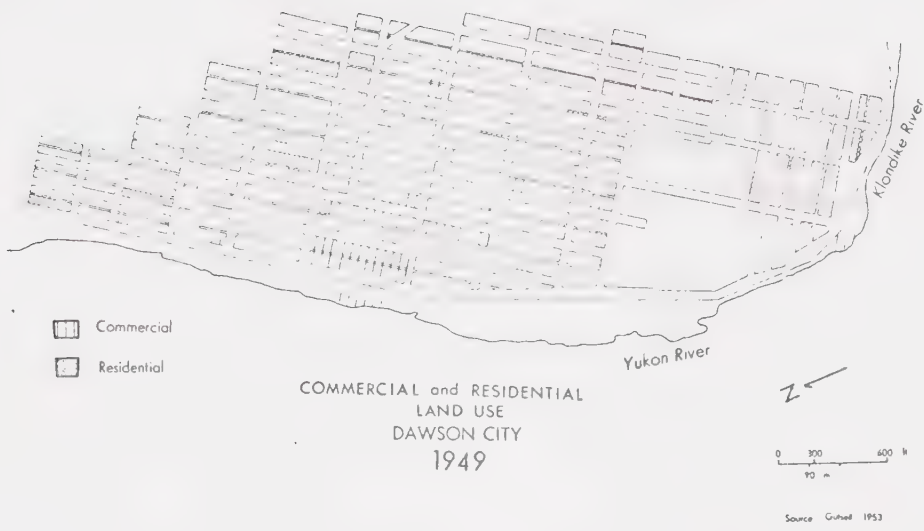 Klondike River
Commercial
Residential
Yukon River
COMMERCIAL and RESIDENTIAL
LAND USE
DAWSON CITY
1949
N
0 300 600
90 m
Source 1953